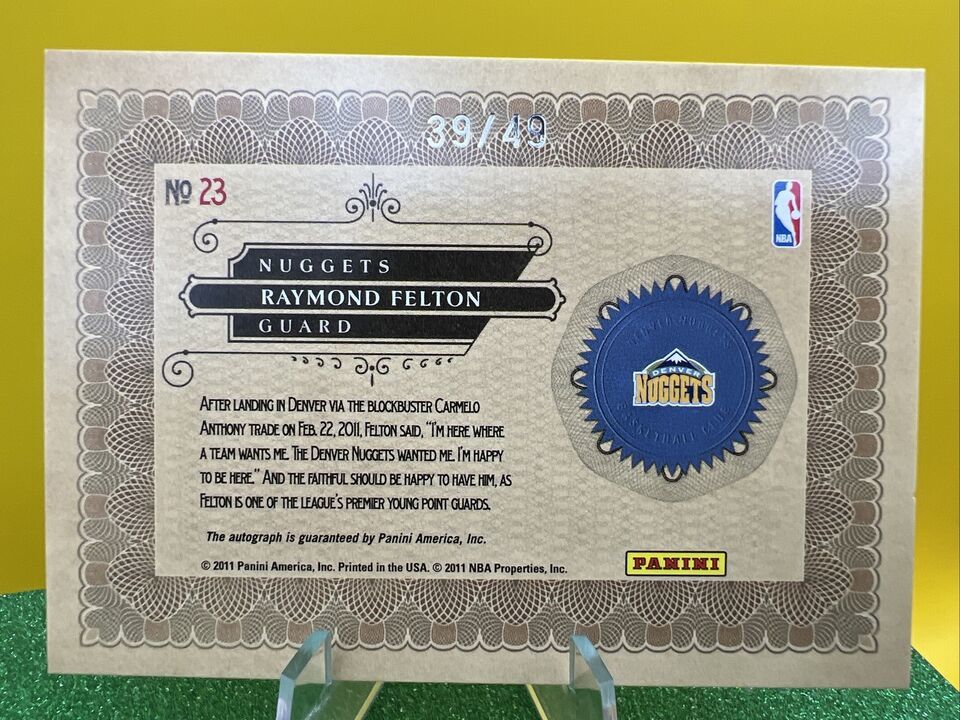 39/49
No 23
NBA
NUGGETS
RAYMOND FELTON
GUARD
DENVER NUGGETS
DENVER
NUGGETS
BASKETBALL CLUB
AFTER LANDING IN DENVER VIA THE BLOCKBUSTER CARMELO
ANTHONY TRADE ON FEB. 22, 2011, FELTON SAID, “I'M HERE WHERE
A TEAM WANTS ME. THE DENVER NUGGETS WANTED ME. I'M HAPPY
TO BE HERE.” AND THE FAITHFUL SHOULD BE HAPPY TO HAVE HIM, AS
FELTON IS ONE OF THE LEAGUE'S PREMIER YOUNG POINT GUARDS.
The autograph is guaranteed by Panini America, Inc.
© 2011 Panini America, Inc. Printed in the USA. © 2011 NBA Properties, Inc.
PANINI